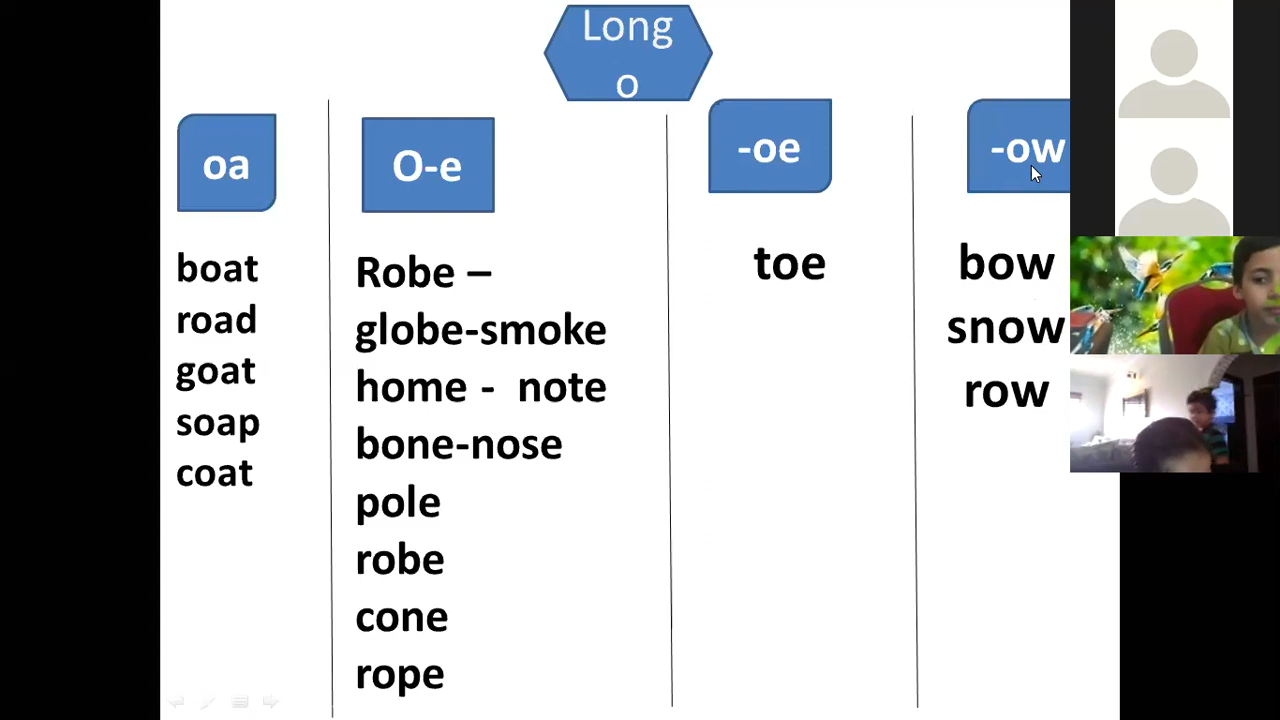 Long
o
oa
boat
road
goat
soap
coat
O-e
Robe –
globe-smoke
home - note
bone-nose
pole
robe
cone
rope
-oe
toe
-ow
bow
snow
row